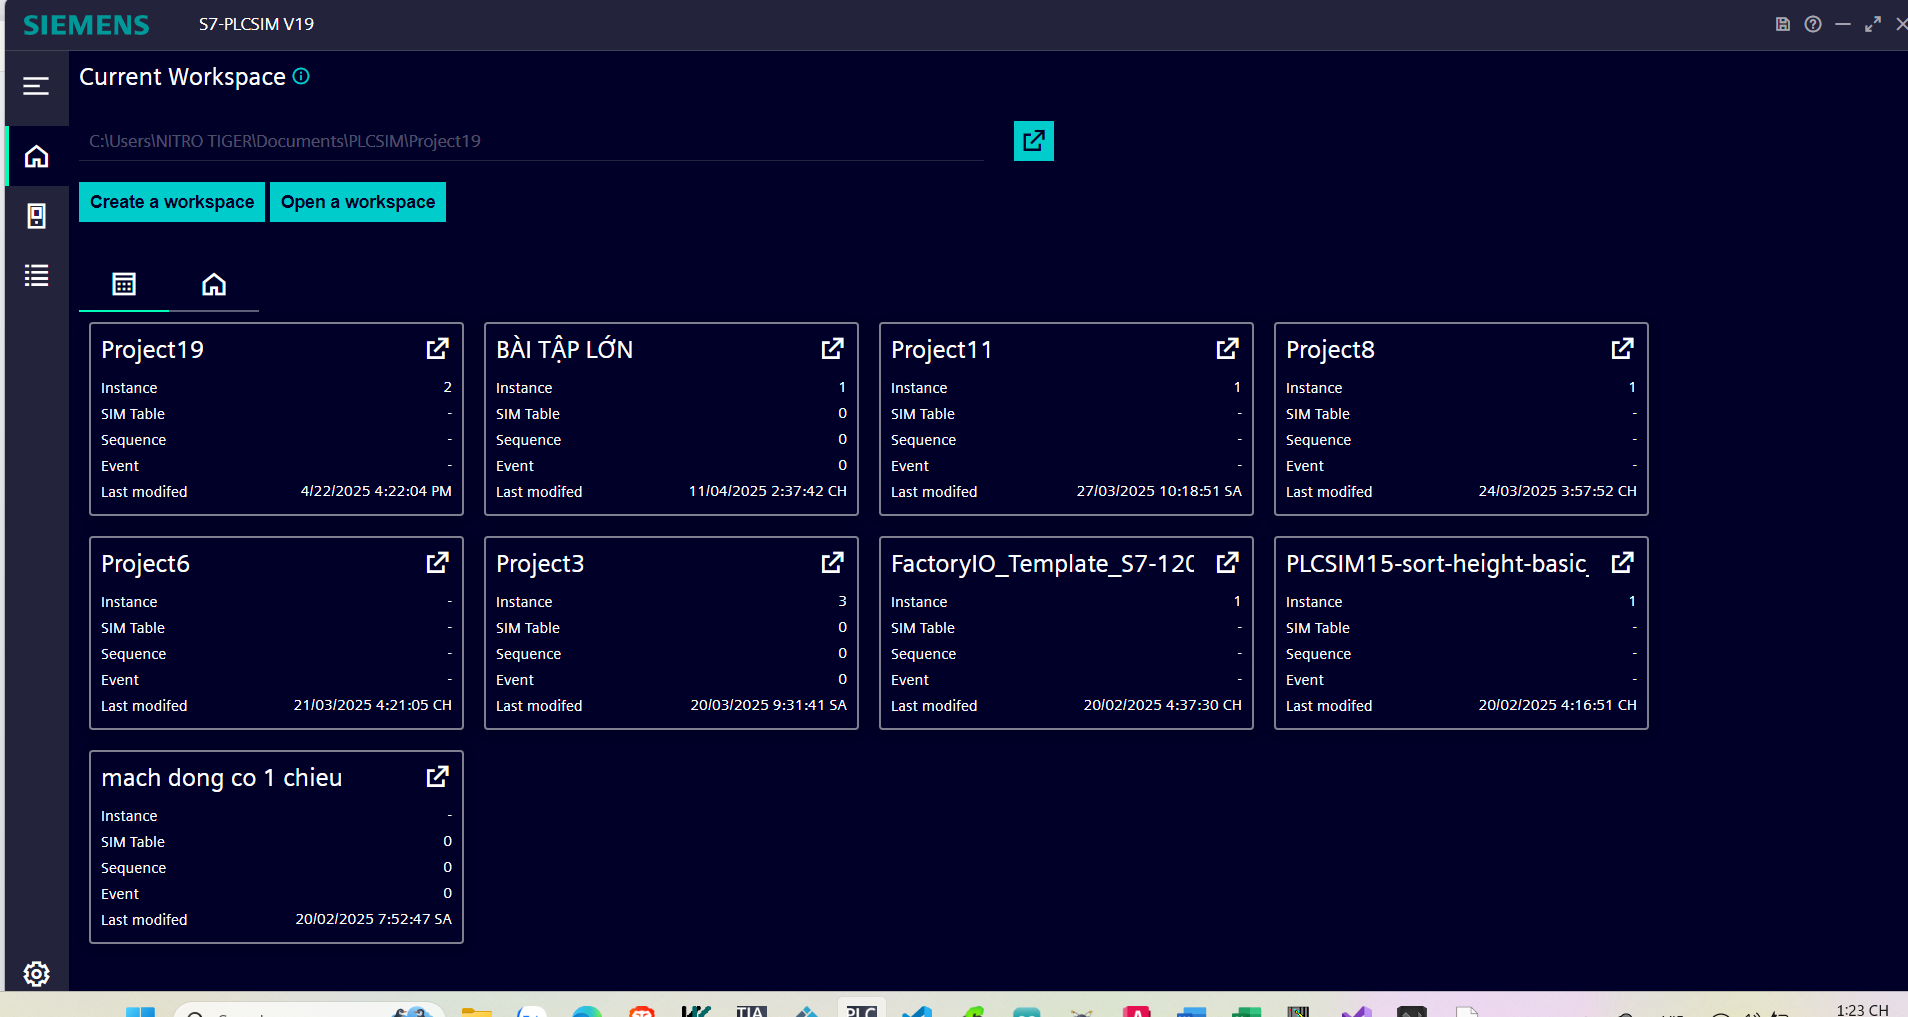 SIEMENS S7-PLCSIM V19
Current Workspace
C:\Users\NITRO TIGER\Documents\PLCSIM\Project19
Create a workspace Open a workspace
Project19
Instance 2
SIM Table -
Sequence -
Event -
Last modifed 4/22/2025 4:22:04 PM
BÀI TẬP LỚN
Instance 1
SIM Table 0
Sequence 0
Event 0
Last modifed 11/04/2025 2:37:42 CH
Project11
Instance 1
SIM Table -
Sequence -
Event -
Last modifed 27/03/2025 10:18:51 SA
Project8
Instance 1
SIM Table -
Sequence -
Event -
Last modifed 24/03/2025 3:57:52 CH
Project6
Instance -
SIM Table -
Sequence -
Event -
Last modifed 21/03/2025 4:21:05 CH
Project3
Instance 3
SIM Table 0
Sequence 0
Event 0
Last modifed 20/03/2025 9:31:41 SA
FactoryIO_Template_S7-120
Instance 1
SIM Table -
Sequence -
Event -
Last modifed 20/02/2025 4:37:30 CH
PLCSIM15-sort-height-basic_
Instance 1
SIM Table -
Sequence -
Event -
Last modifed 20/02/2025 4:16:51 CH
mach dong co 1 chieu
Instance -
SIM Table 0
Sequence 0
Event 0
Last modifed 20/02/2025 7:52:47 SA
TIA PLC
1:23 CH